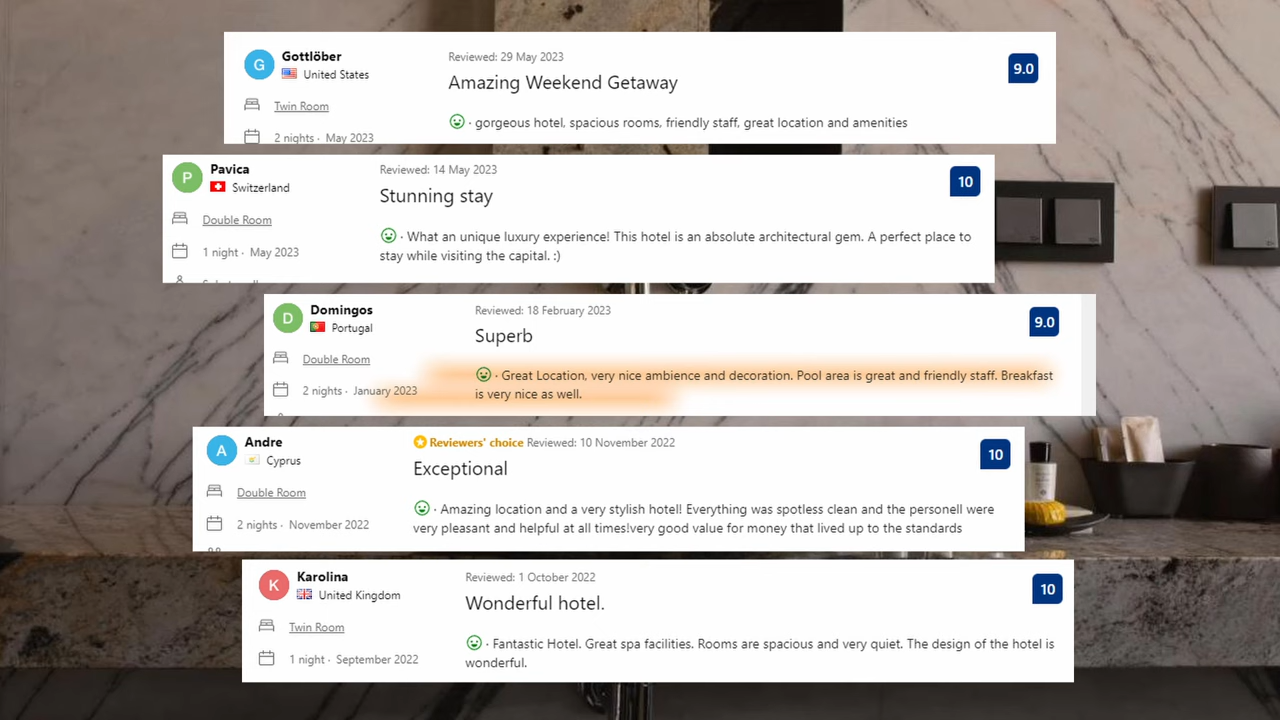 G
Gottlöber
United States
Twin Room
2 nights · May 2023
Reviewed: 29 May 2023
Amazing Weekend Getaway
· gorgeous hotel, spacious rooms, friendly staff, great location and amenities
9.0
P
Pavica
Switzerland
Double Room
1 night · May 2023
Reviewed: 14 May 2023
Stunning stay
· What an unique luxury experience! This hotel is an absolute architectural gem. A perfect place to
stay while visiting the capital. :)
10
D
Domingos
Portugal
Double Room
2 nights · January 2023
Reviewed: 18 February 2023
Superb
· Great Location, very nice ambience and decoration. Pool area is great and friendly staff. Breakfast
is very nice as well.
9.0
A
Andre
Cyprus
Double Room
2 nights · November 2022
Reviewers' choice Reviewed: 10 November 2022
Exceptional
· Amazing location and a very stylish hotel! Everything was spotless clean and the personell were
very pleasant and helpful at all times!very good value for money that lived up to the standards
10
K
Karolina
United Kingdom
Twin Room
1 night · September 2022
Reviewed: 1 October 2022
Wonderful hotel.
· Fantastic Hotel. Great spa facilities. Rooms are spacious and very quiet. The design of the hotel is
wonderful.
10